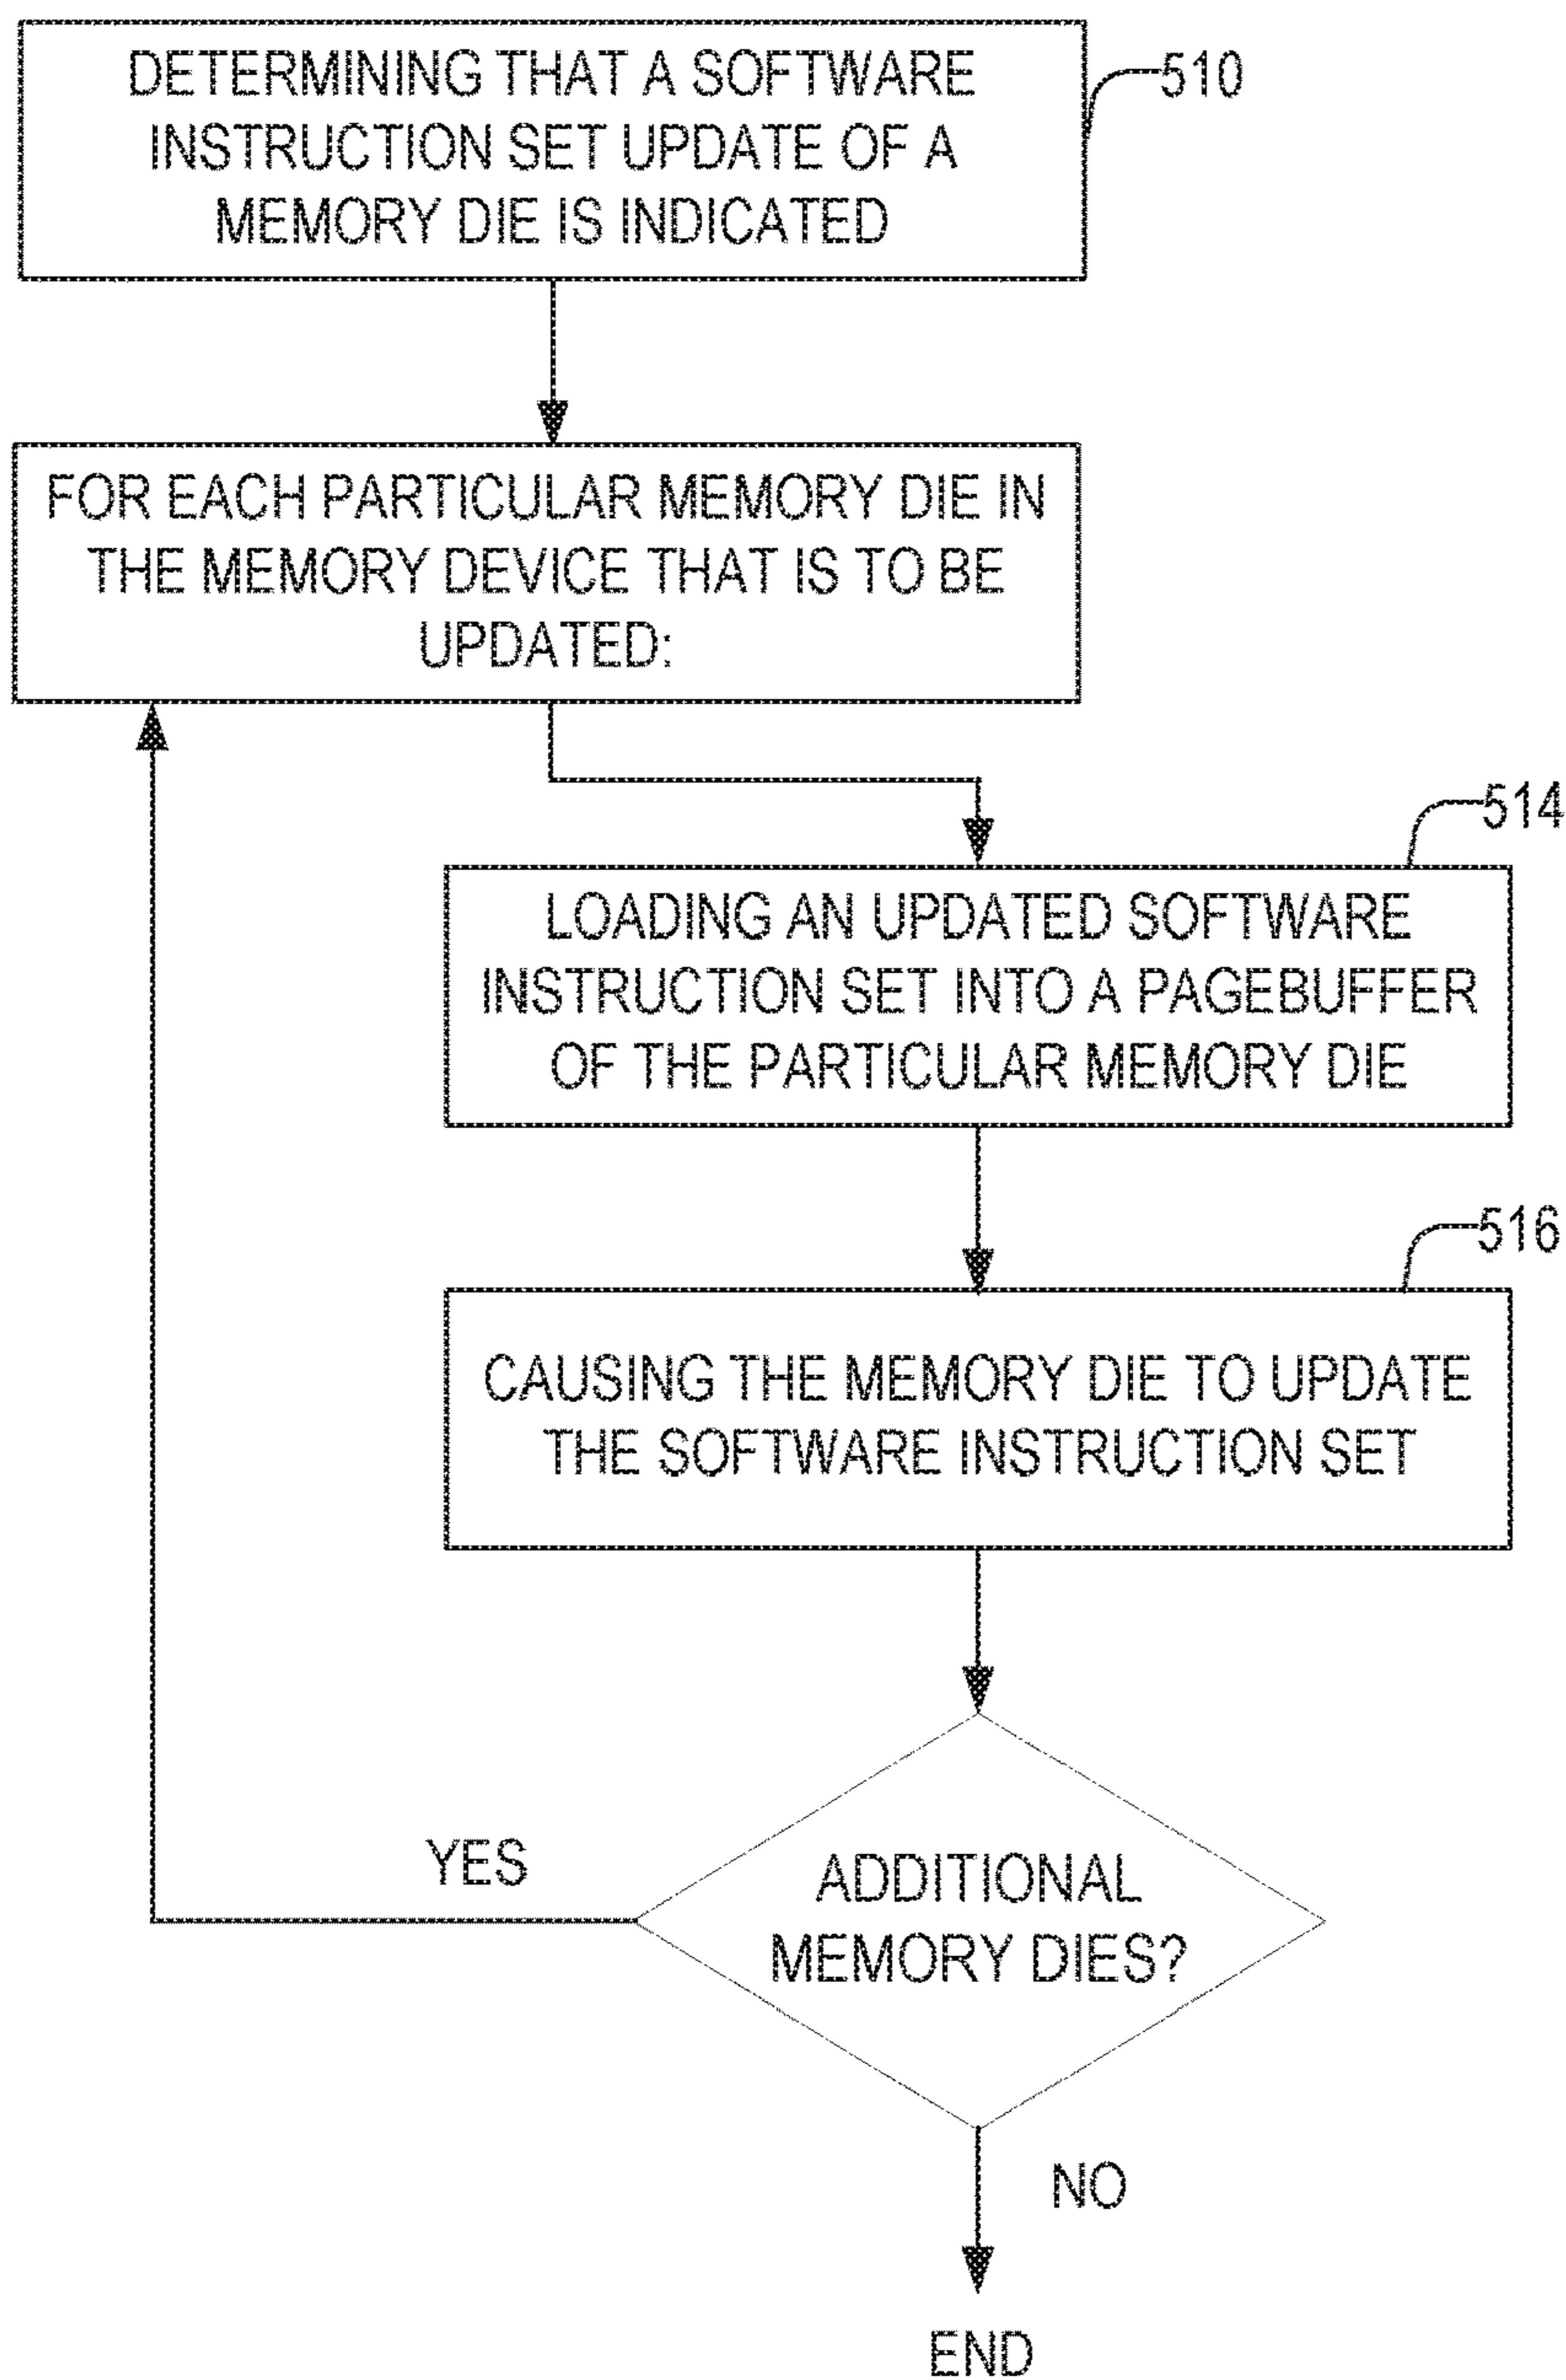 DETERMINING THAT A SOFTWARE
INSTRUCTION SET UPDATE OF A
MEMORY DIE IS INDICATED
510
FOR EACH PARTICULAR MEMORY DIE IN
THE MEMORY DEVICE THAT IS TO BE
UPDATED:
514
LOADING AN UPDATED SOFTWARE
INSTRUCTION SET INTO A PAGEBUFFER
OF THE PARTICULAR MEMORY DIE
516
CAUSING THE MEMORY DIE TO UPDATE
THE SOFTWARE INSTRUCTION SET
YES
ADDITIONAL
MEMORY DIES?
NO
END